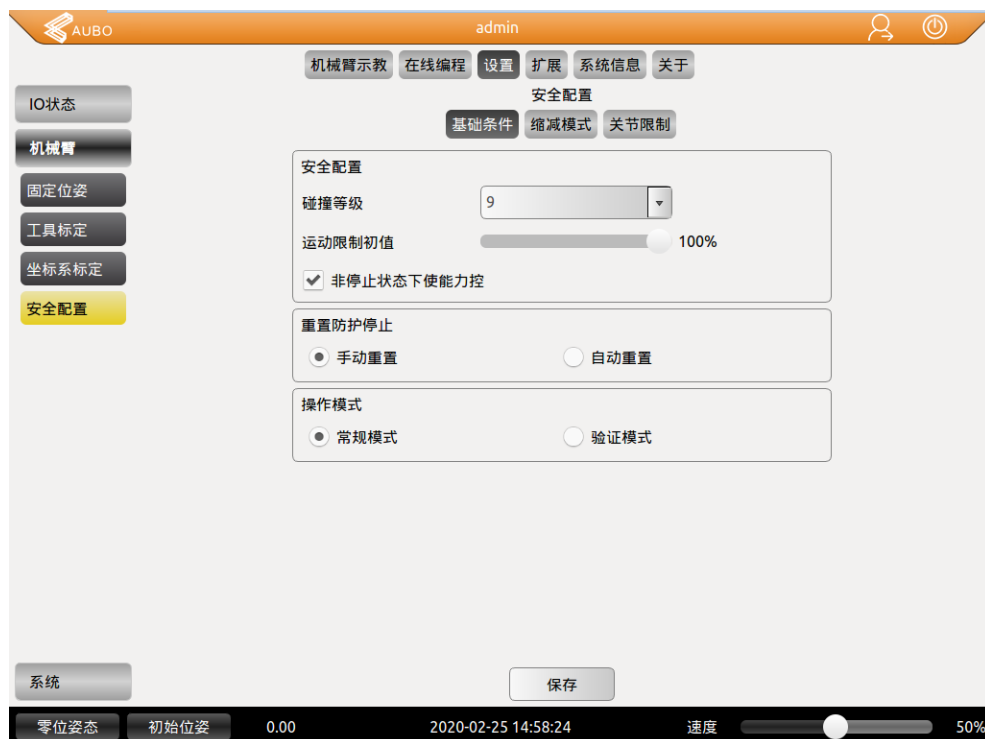 AUBO
admin
机械臂示教 在线编程 设置 扩展 系统信息 关于
安全配置
基础条件 缩减模式 关节限制
IO状态
机械臂
固定位姿
工具标定
坐标系标定
安全配置
安全配置
碰撞等级 9
运动限制初值 100%
非停止状态下使能力控
重置防护停止
手动重置 自动重置
操作模式
常规模式 验证模式
系统
保存
零位姿态 初始位姿 0.00 2020-02-25 14:58:24 速度 50%